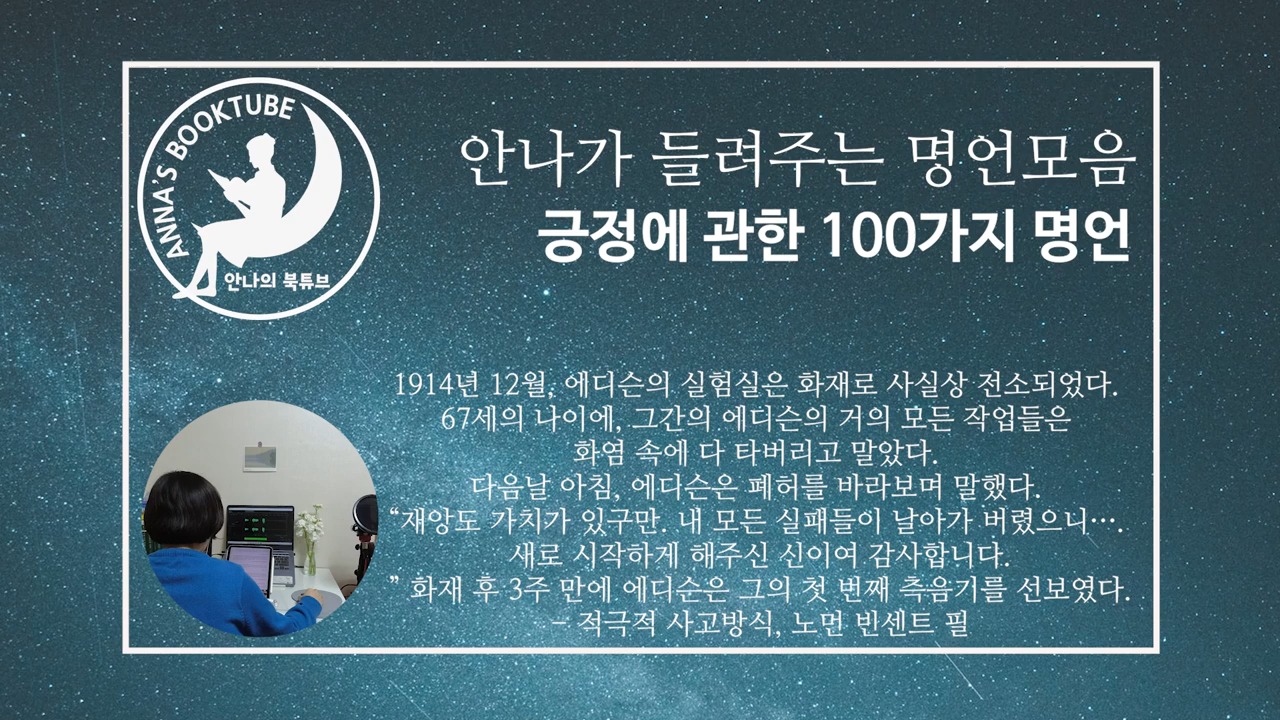 ANNA'S BOOKTUBE
안나의 북튜브
안나가 들려주는 명언모음
긍정에 관한 100가지 명언
1914년 12월, 에디슨의 실험실은 화재로 사실상 전소되었다.
67세의 나이에, 그간의 에디슨의 거의 모든 작업들은
화염 속에 다 타버리고 말았다.
다음날 아침, 에디슨은 폐허를 바라보며 말했다.
“재앙도 가치가 있구만. 내 모든 실패들이 날아가 버렸으니….
새로 시작하게 해주신 신이여 감사합니다.
” 화재 후 3주 만에 에디슨은 그의 첫 번째 측음기를 선보였다.
- 적극적 사고방식, 노먼 빈센트 필